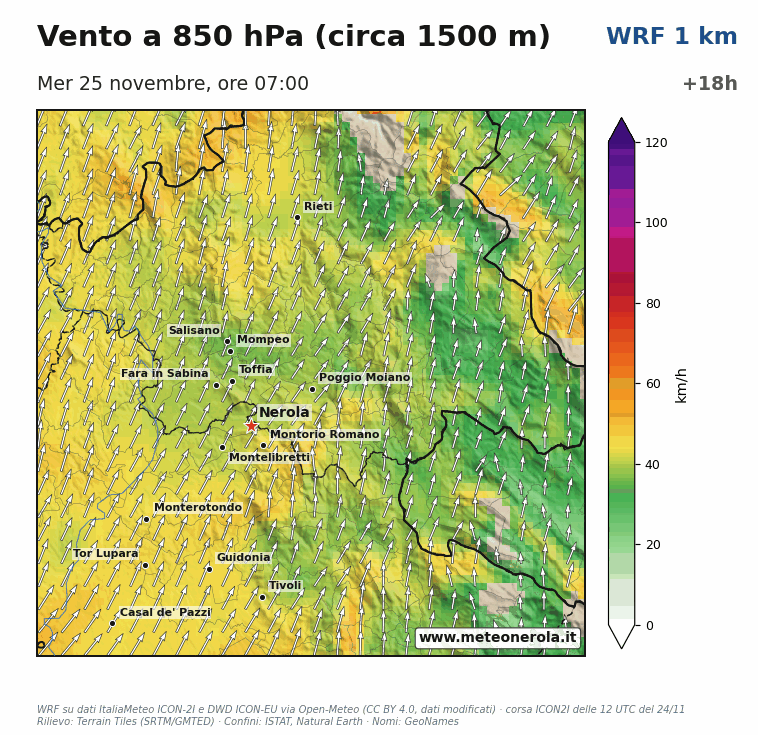 Vento a 850 hPa (circa 1500 m)
WRF 1 km
Mer 25 novembre, ore 07:00
+18h
120
100
80
60
40
20
0
km/h
Rieti
Salisano
Mompeo
Fara in Sabina
Toffia
Poggio Moiano
Nerola
Montorio Romano
Montelibretti
Monterotondo
Tor Lupara
Guidonia
Tivoli
Casal de' Pazzi
www.meteonerola.it
WRF su dati ItaliaMeteo ICON-2I e DWD ICON-EU via Open-Meteo (CC BY 4.0, dati modificati) · corsa ICON2I delle 12 UTC del 24/11
Rilievo: Terrain Tiles (SRTM/GMTED) · Confini: ISTAT, Natural Earth · Nomi: GeoNames